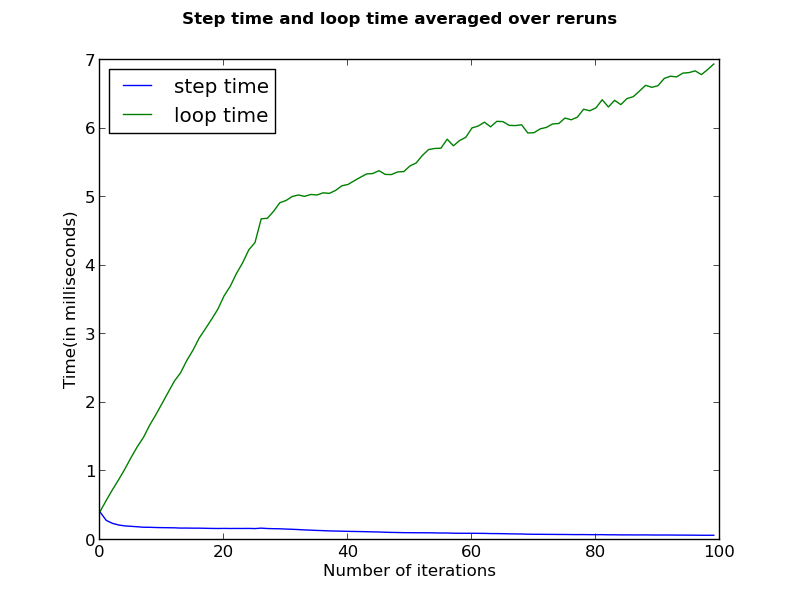 Step time and loop time averaged over reruns
7
6
5
4
3
2
1
0
Time(in milliseconds)
step time
loop time
0 20 40 60 80 100
Number of iterations